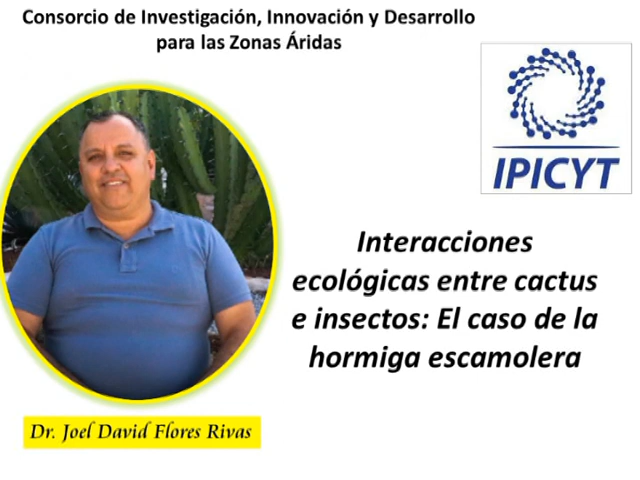 Consorcio de Investigación, Innovación y Desarrollo
para las Zonas Áridas
IPICYT
Interacciones
ecológicas entre cactus
e insectos: El caso de la
hormiga escamolera
Dr. Joel David Flores Rivas